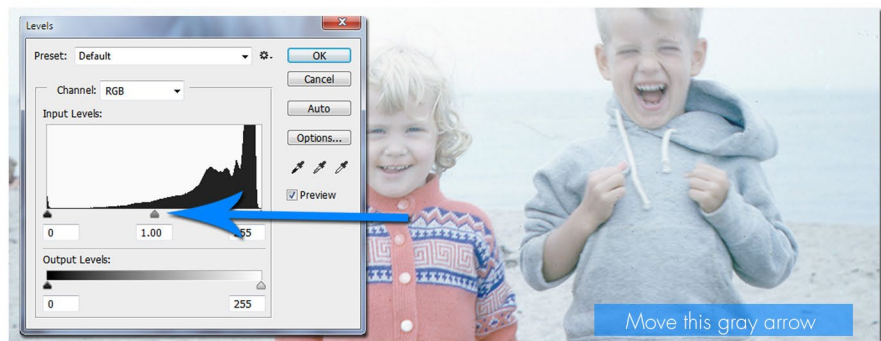 Levels
Preset: Default
OK
Cancel
Auto
Options...
Preview
Channel: RGB
Input Levels:
0 1.00 255
Output Levels:
0 255
Move this gray arrow